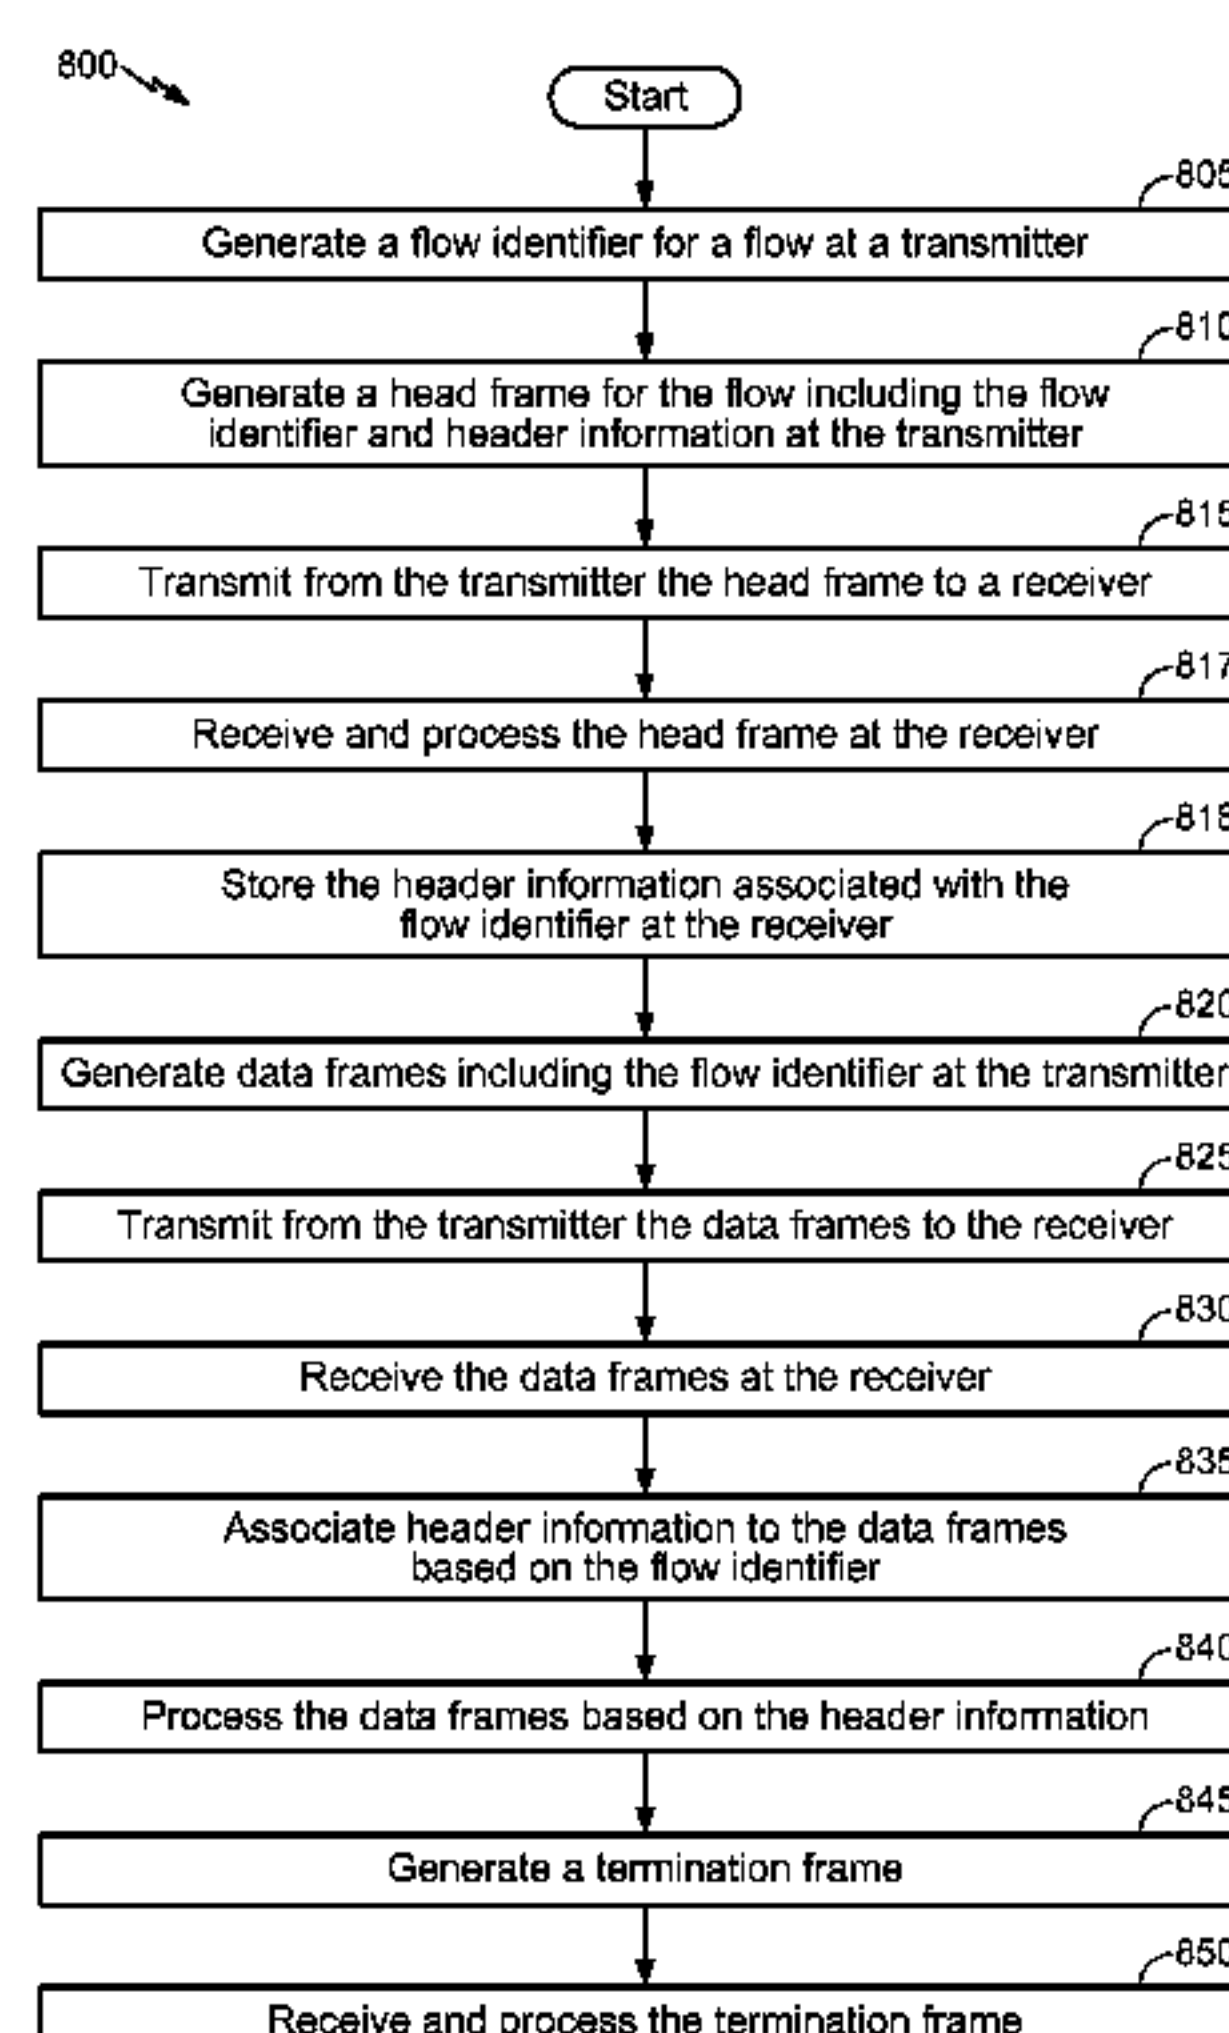 800
Start
805
Generate a flow identifier for a flow at a transmitter
810
Generate a head frame for the flow including the flow
identifier and header information at the transmitter
815
Transmit from the transmitter the head frame to a receiver
817
Receive and process the head frame at the receiver
818
Store the header information associated with the
flow identifier at the receiver
820
Generate data frames including the flow identifier at the transmitter
825
Transmit from the transmitter the data frames to the receiver
830
Receive the data frames at the receiver
835
Associate header information to the data frames
based on the flow identifier
840
Process the data frames based on the header information
845
Generate a termination frame
850
Receive and process the termination frame